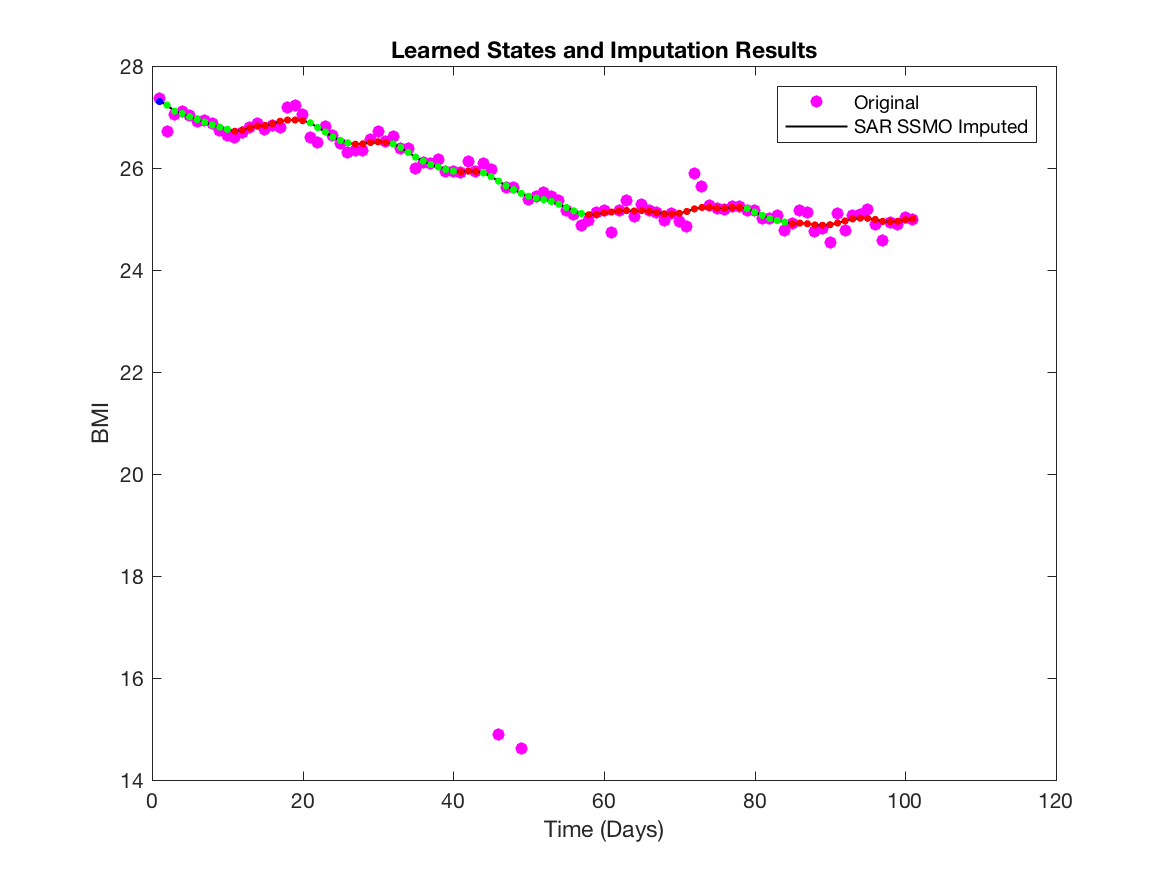 Learned States and Imputation Results
Original
SAR SSMO Imputed
BMI
28
26
24
22
20
18
16
14
0 20 40 60 80 100 120
Time (Days)